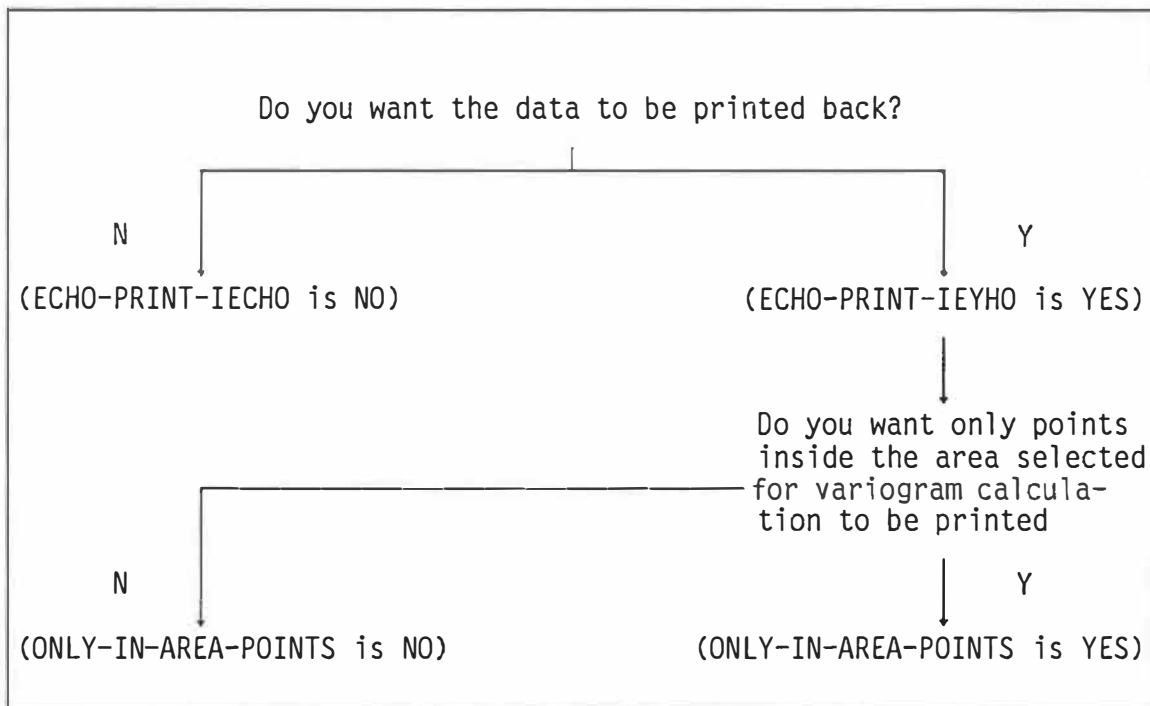 Do you want the data to be printed back?
N
Y
(ECHO-PRINT-IECHO is NO)
(ECHO-PRINT-IEYHO is YES)
Do you want only points
inside the area selected
for variogram calcula-
tion to be printed
N
Y
(ONLY-IN-AREA-POINTS is NO)
(ONLY-IN-AREA-POINTS is YES)